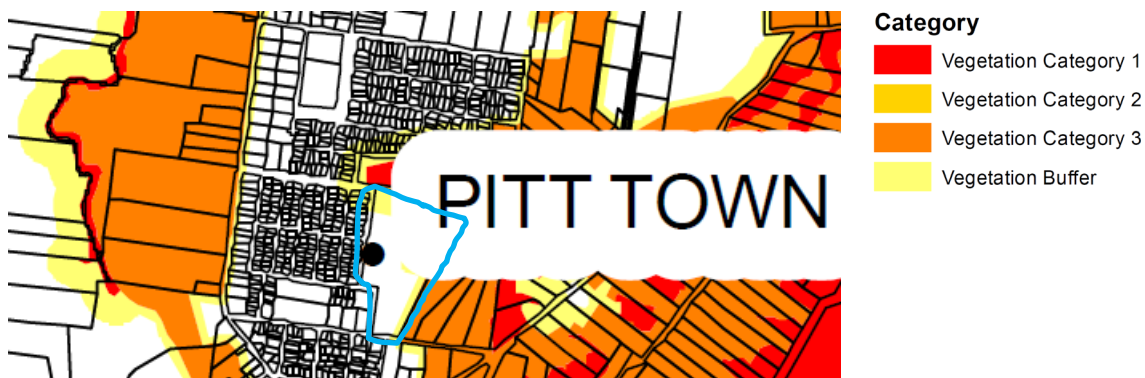 Category
Vegetation Category 1
Vegetation Category 2
Vegetation Category 3
Vegetation Buffer
PITT TOWN